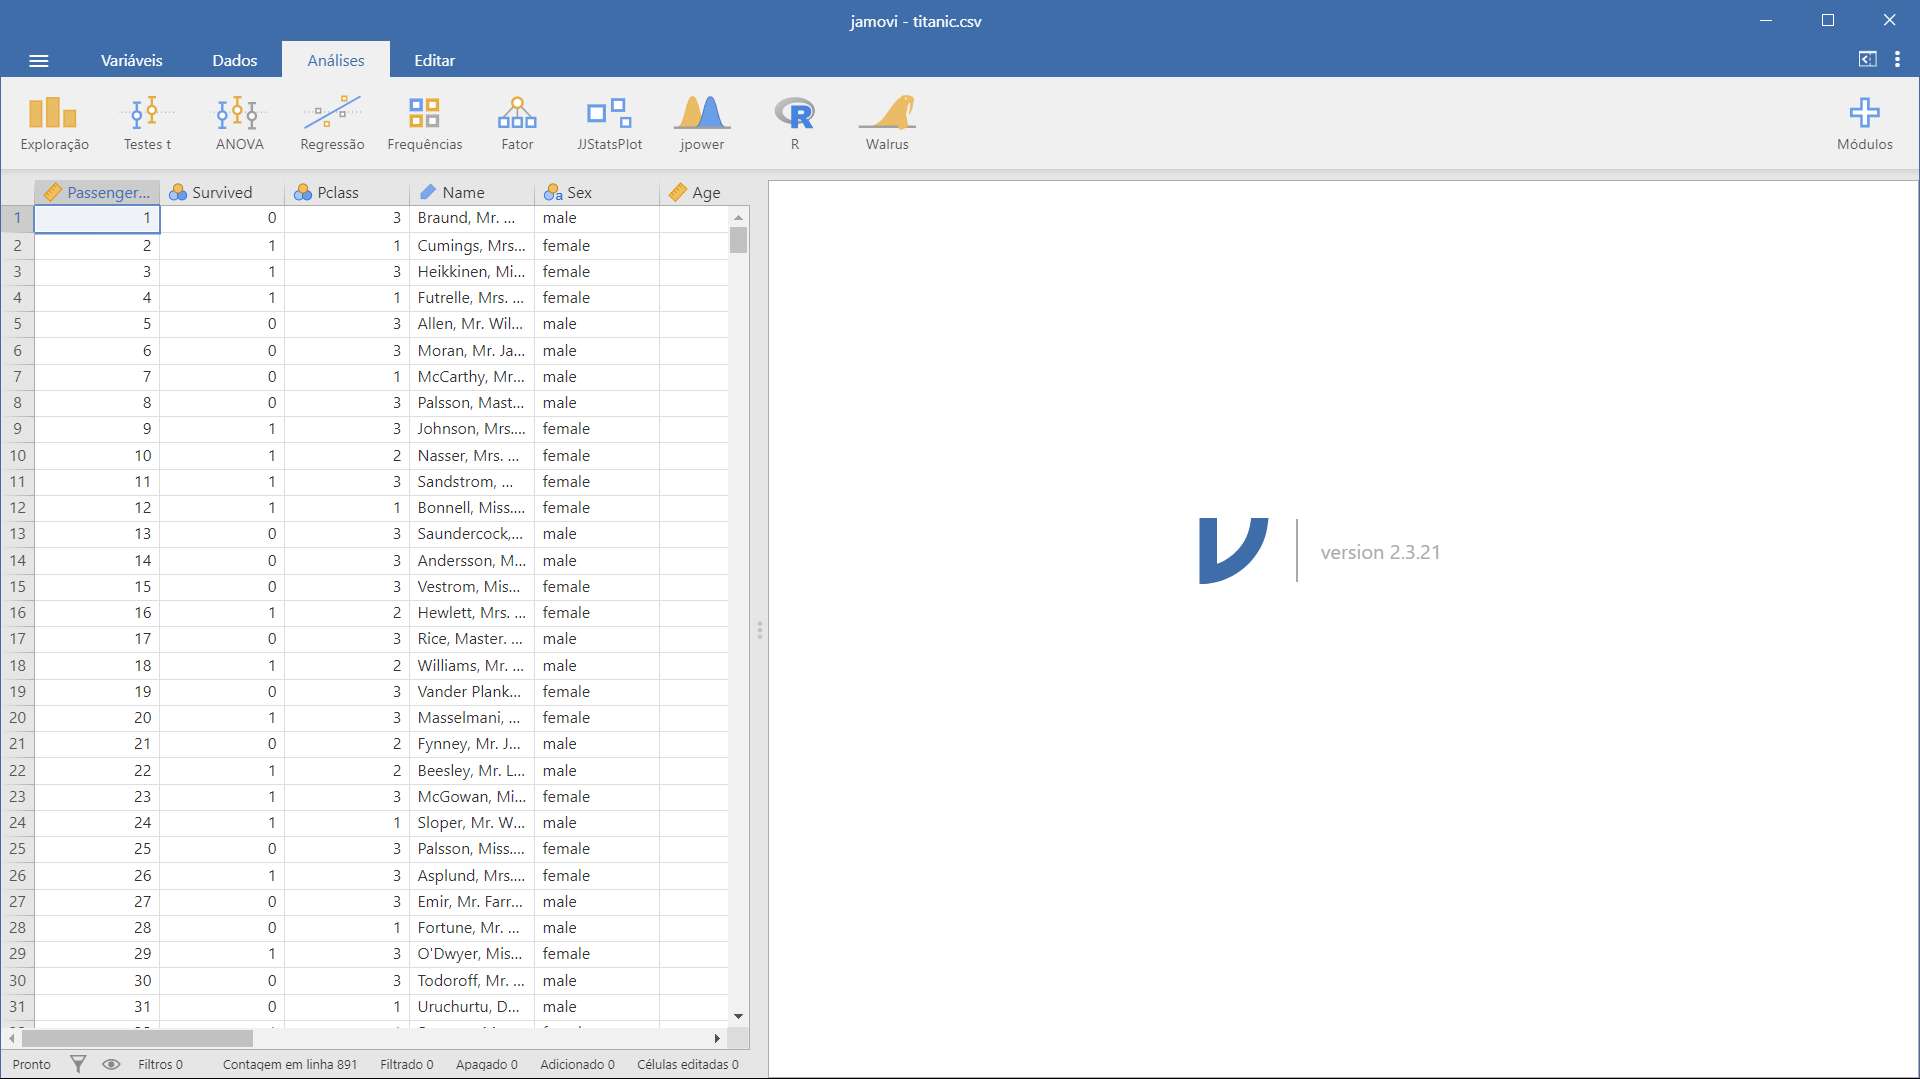 jamovi - titanic.csv
Variáveis Dados Análises Editar
Exploração Testes t ANOVA Regressão Frequências Fator JJStatsPlot jpower R Walrus Módulos
Passenger... Survived Pclass Name Sex Age
1 1 0 3 Braund, Mr. ... male
2 2 1 1 Cumings, Mrs... female
3 3 1 3 Heikkinen, Mi... female
4 4 1 1 Futrelle, Mrs. ... female
5 5 0 3 Allen, Mr. Wil... male
6 6 0 3 Moran, Mr. Ja... male
7 7 0 1 McCarthy, Mr... male
8 8 0 3 Palsson, Mast... male
9 9 1 3 Johnson, Mrs.... female
10 10 1 2 Nasser, Mrs. ... female
11 11 1 3 Sandstrom, ... female
12 12 1 1 Bonnell, Miss.... female
13 13 0 3 Saundercock,... male
14 14 0 3 Andersson, M... male
15 15 0 3 Vestrom, Mis... female
16 16 1 2 Hewlett, Mrs. ... female
17 17 0 3 Rice, Master. ... male
18 18 1 2 Williams, Mr. ... male
19 19 0 3 Vander Plank... female
20 20 1 3 Masselmani, ... female
21 21 0 2 Fynney, Mr. J... male
22 22 1 2 Beesley, Mr. L... male
23 23 1 3 McGowan, Mi... female
24 24 1 1 Sloper, Mr. W... male
25 25 0 3 Palsson, Miss.... female
26 26 1 3 Asplund, Mrs.... female
27 27 0 3 Emir, Mr. Farr... male
28 28 0 1 Fortune, Mr. ... male
29 29 1 3 O'Dwyer, Mis... female
30 30 0 3 Todoroff, Mr. ... male
31 31 0 1 Uruchurtu, D... male
version 2.3.21
Pronto Filtros 0 Contagem em linha 891 Filtrado 0 Apagado 0 Adicionado 0 Células editadas 0